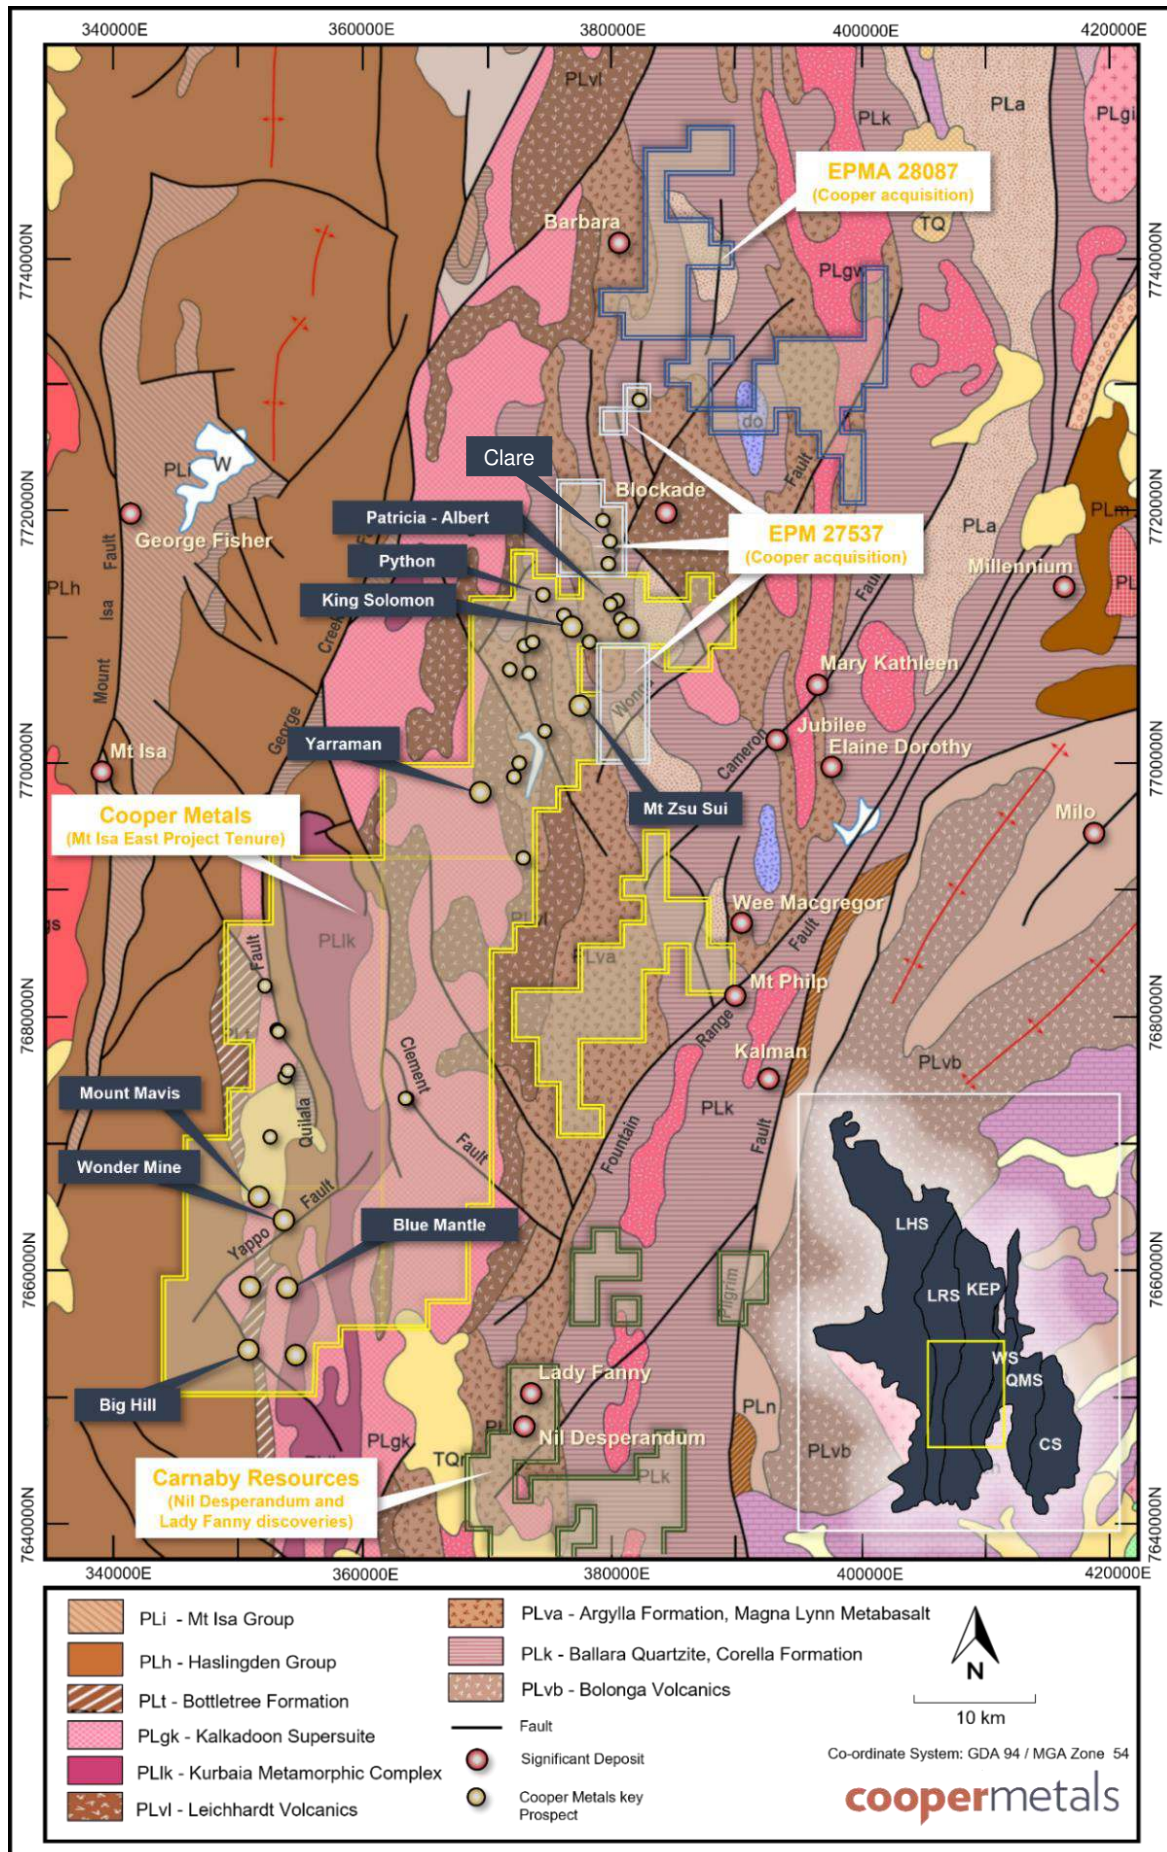 340000E
360000E
380000E
400000E
420000E
PLvl
PLk
PLa
PLgi
EPMA 28087
(Cooper acquisition)
Barbara
TQ
7740000N
7740000N
PLgw
do
Fault
Clare
PLi
W
Blockade
Patricia - Albert
7720000N
7720000N
George Fisher
EPM 27537
(Cooper acquisition)
PLa
PLm
Python
Millennium
PLh
Fault
Isa
Mount
King Solomon
Creek
George
Fault
Mary Kathleen
Wonga
Jubilee
Elaine Dorothy
Cameron
Yarraman
7700000N
Mt Isa
7700000N
Mt Zsu Sui
Cooper Metals
(Mt Isa East Project Tenure)
Milo
Wee Macgregor
Fault
PLlk
PLva
Fault
Mt Philp
7680000N
7680000N
Range
Kalman
Clement
PLvb
PLk
Mount Mavis
Quilala
Fault
Fault
Fountain
Wonder Mine
Fault
Yappo
Blue Mantle
LHS
LRS
KEP
WS
QMS
CS
7660000N
7660000N
Pilgrim
Lady Fanny
Big Hill
PLn
Nil Desperandum
PLgk
PLvb
Carnaby Resources
(Nil Desperandum and
Lady Fanny discoveries)
PLk
7640000N
7640000N
340000E
360000E
380000E
400000E
420000E
PLi - Mt Isa Group
PLh - Haslingden Group
PLt - Bottletree Formation
PLgk - Kalkadoon Supersuite
PLlk - Kurbaia Metamorphic Complex
PLvl - Leichhardt Volcanics
PLva - Argylla Formation, Magna Lynn Metabasalt
PLk - Ballara Quartzite, Corella Formation
PLvb - Bolonga Volcanics
Fault
Significant Deposit
Cooper Metals key
Prospect
N
10 km
Co-ordinate System: GDA 94 / MGA Zone 54
coopermetals